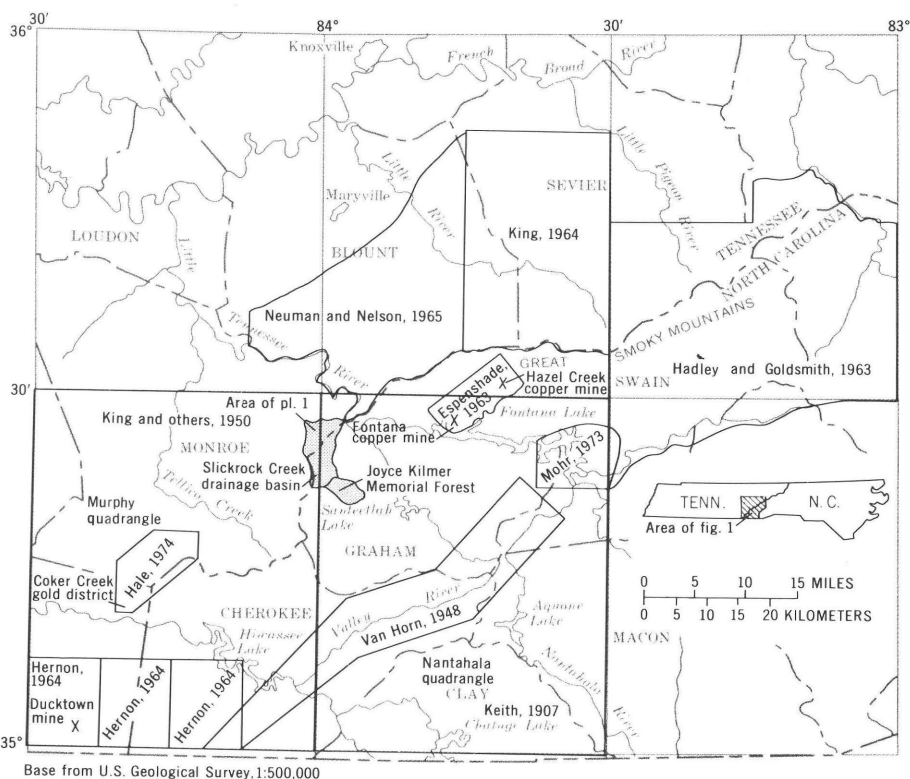 30'
84°
30'
83°
36°
Knoxville
French
Broad
River
Little
River
Little
Pigeon
River
SEVIER
Maryville
LOUDON
Little
BLOUNT
King, 1964
TENNESSEE
NORTH CAROLINA
Tennessee
River
Neuman and Nelson, 1965
SMOKY MOUNTAINS
GREAT
Hadley and Goldsmith, 1963
SWAIN
30'
Area of pl. 1
King and others, 1950
Espenshade,
1963
Hazel Creek
copper mine
Fontana
copper mine
Fontana Lake
MONROE
Slickrock Creek
drainage basin
Joyce Kilmer
Memorial Forest
Mohr, 1973
Tellico
Creek
Santeetlah
Lake
Murphy
quadrangle
TENN.
N.C.
Area of fig. 1
GRAHAM
Hale, 1974
Coker Creek
gold district
0 5 10 15 MILES
0 5 10 15 20 KILOMETERS
CHEROKEE
Hiwassee
Lake
Valley
River
Van Horn, 1948
Aquone
Lake
MACON
Nantahala
River
Hernon,
1964
Hernon, 1964
Hernon, 1964
Ducktown
mine X
Nantahala
quadrangle
CLAY
Keith, 1907
Chatuge Lake
35°
Base from U.S. Geological Survey, 1:500,000